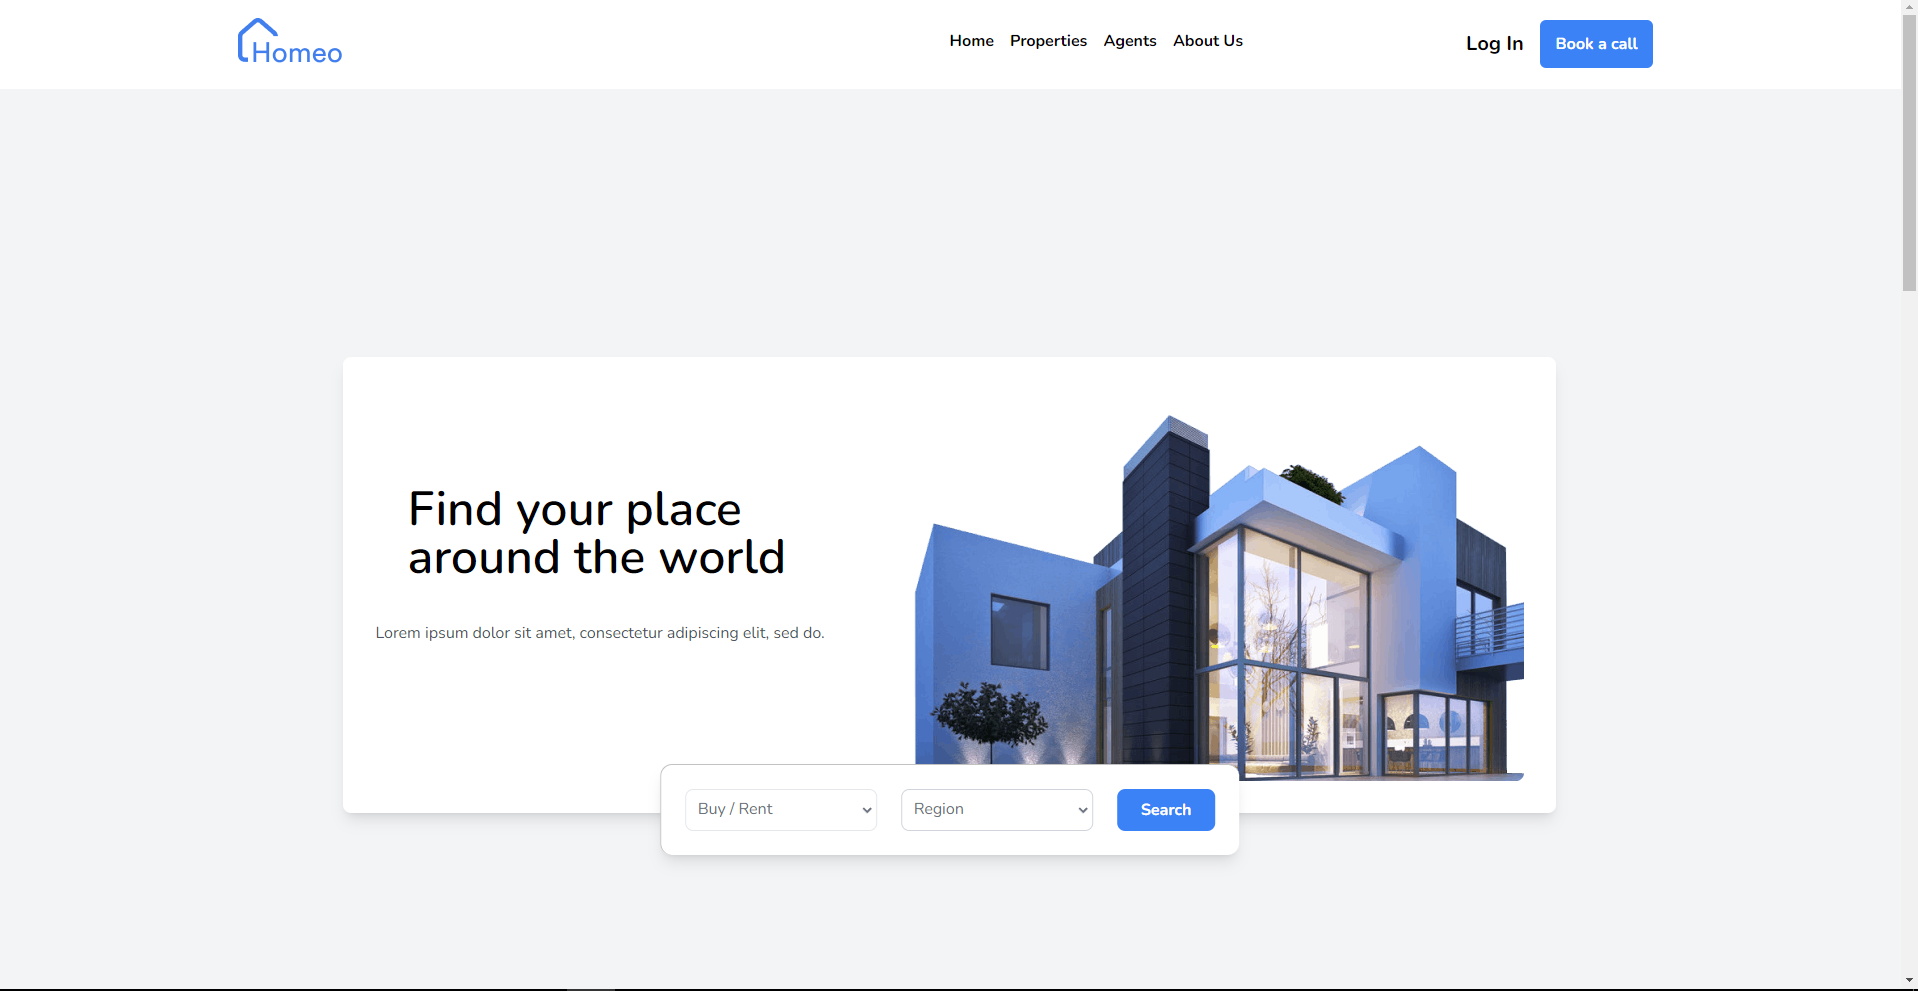 Homeo
Home Properties Agents About Us
Log In
Book a call
Find your place
around the world
Lorem ipsum dolor sit amet, consectetur adipiscing elit, sed do.
Buy / Rent
Region
Search